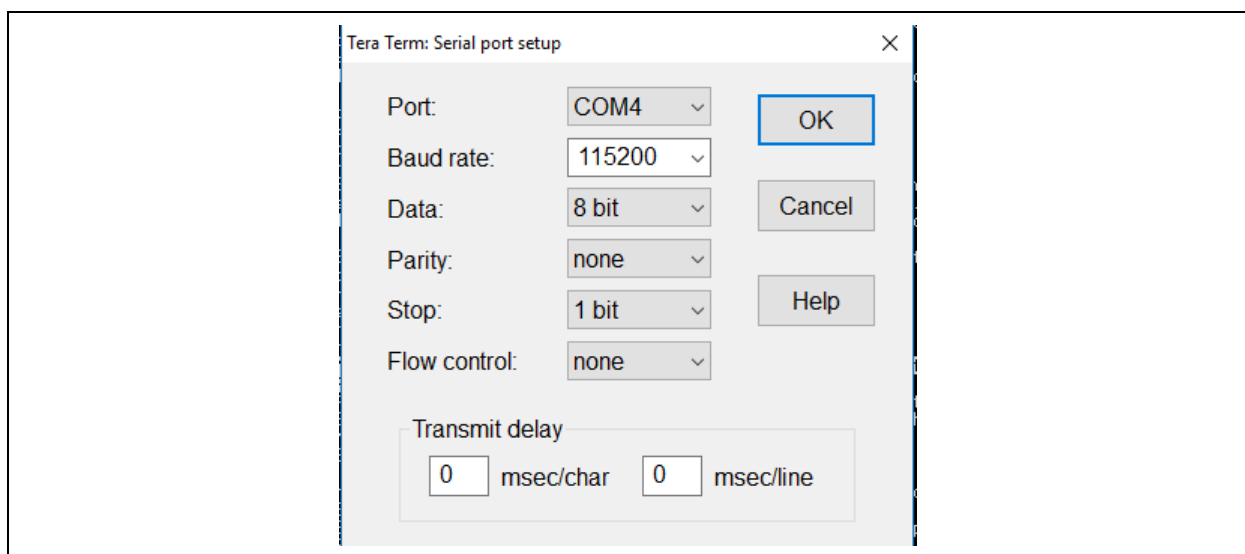 Tera Term: Serial port setup
Port: COM4
OK
Baud rate: 115200
Data: 8 bit
Cancel
Parity: none
Stop: 1 bit
Help
Flow control: none
Transmit delay
0 msec/char 0 msec/line